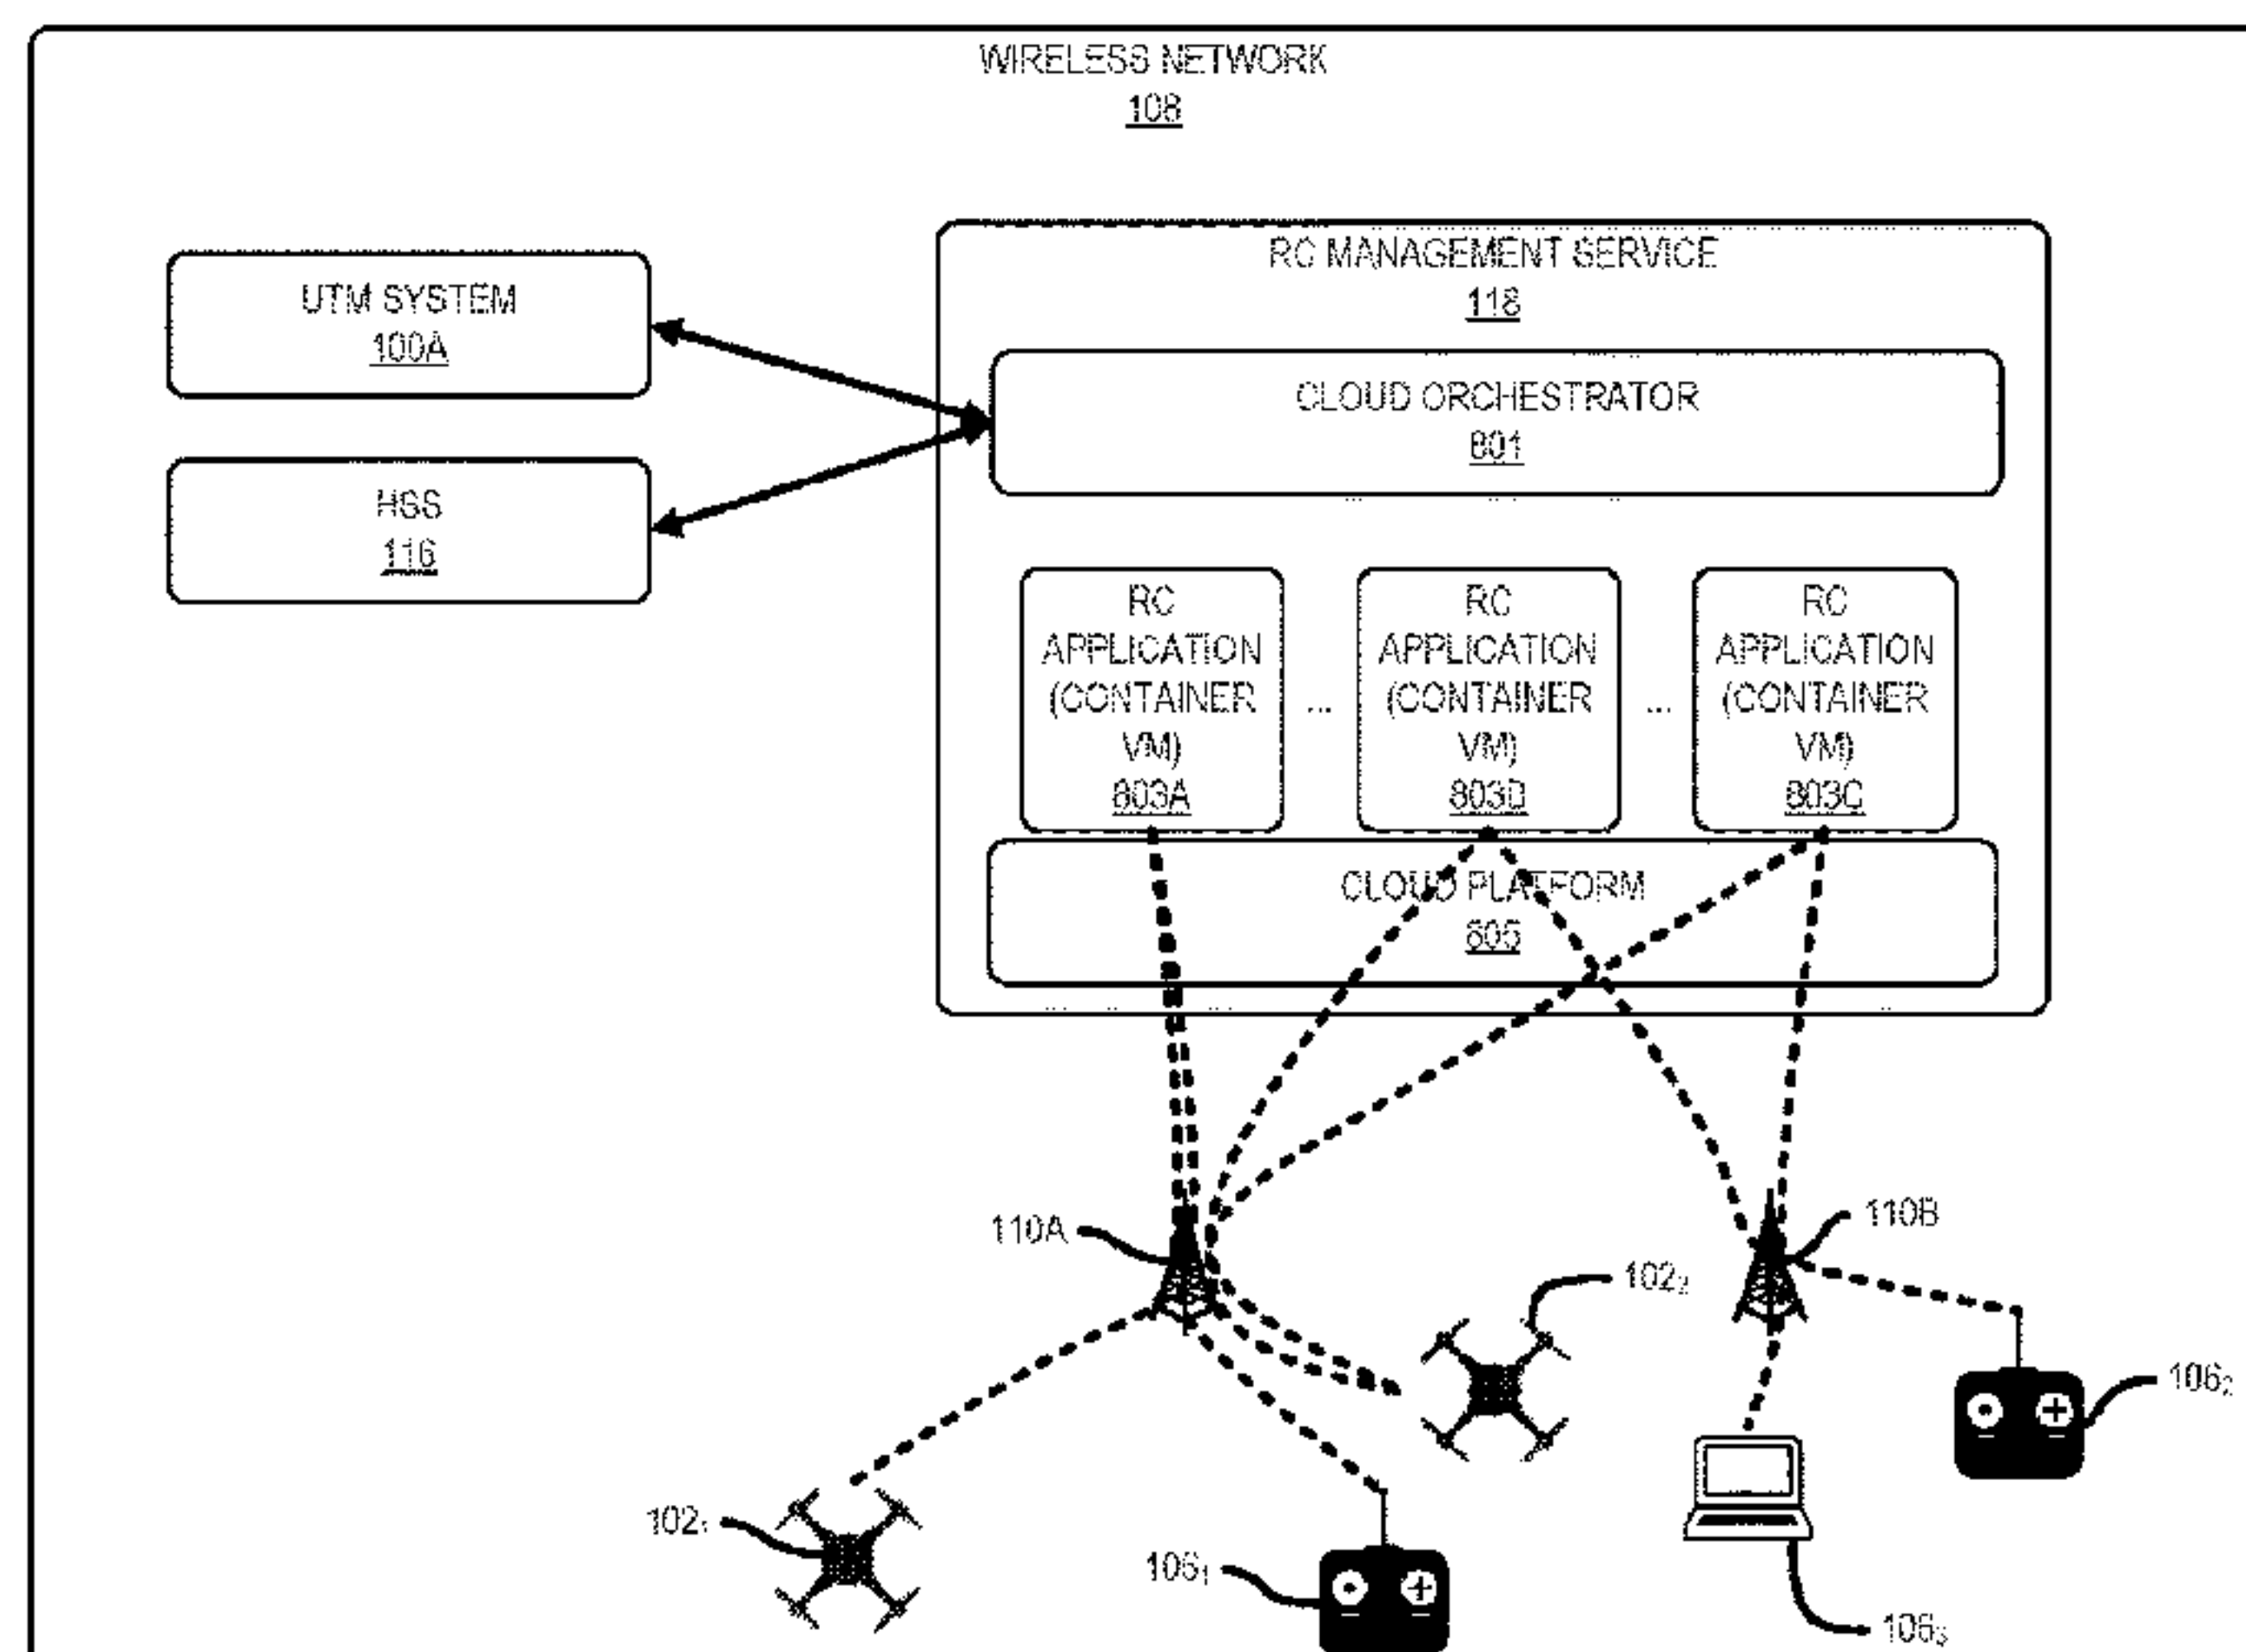 WIRELESS NETWORK
108
RC MANAGEMENT SERVICE
118
UTM SYSTEM
100A
CLOUD ORCHESTRATOR
801
HSS
116
RC
APPLICATION
(CONTAINER
VM)
803A
...
RC
APPLICATION
(CONTAINER
VM)
803B
...
RC
APPLICATION
(CONTAINER
VM)
803C
CLOUD PLATFORM
805
110A
110B
102₂
106₂
102₁
106₁
106₃